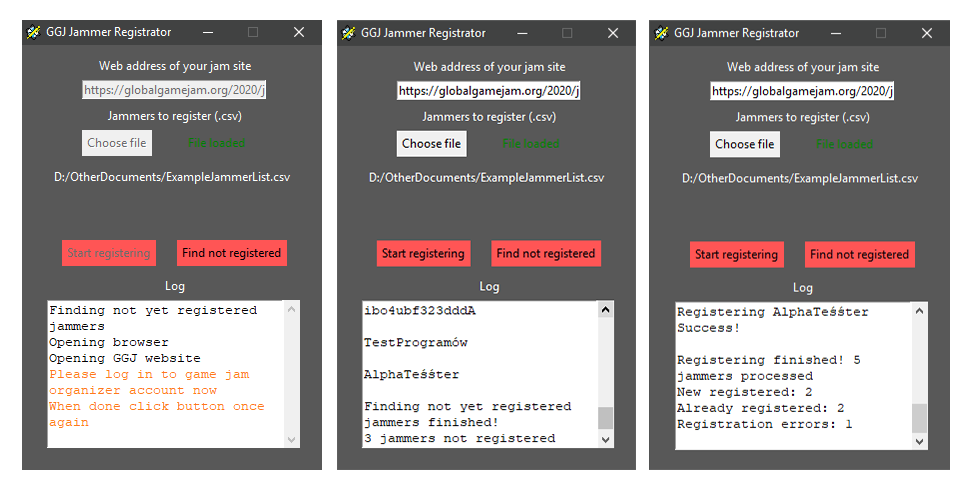 GGJ Jammer Registrator
Web address of your jam site
https://globalgamejam.org/2020/j
Jammers to register (.csv)
Choose file
File loaded
D:/OtherDocuments/ExampleJammerList.csv
Start registering
Find not registered
Log
Finding not yet registered
jammers
Opening browser
Opening GGJ website
Please log in to game jam
organizer account now
When done click button once
again
GGJ Jammer Registrator
Web address of your jam site
https://globalgamejam.org/2020/j
Jammers to register (.csv)
Choose file
File loaded
D:/OtherDocuments/ExampleJammerList.csv
Start registering
Find not registered
Log
ibo4ubf323dddA
TestProgramów
AlphaTeśśter
Finding not yet registered
jammers finished!
3 jammers not registered
GGJ Jammer Registrator
Web address of your jam site
https://globalgamejam.org/2020/j
Jammers to register (.csv)
Choose file
File loaded
D:/OtherDocuments/ExampleJammerList.csv
Start registering
Find not registered
Log
Registering AlphaTeśśter
Success!
Registering finished! 5
jammers processed
New registered: 2
Already registered: 2
Registration errors: 1